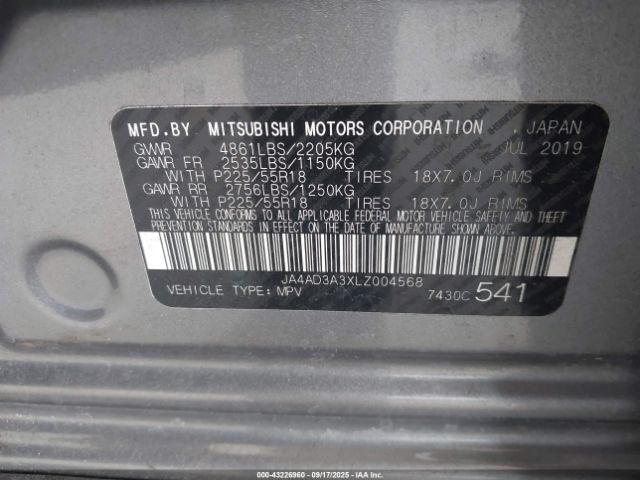 MFD.BY MITSUBISHI MOTORS CORPORATION . JAPAN
GVWR 4861LBS/2205KG JUL 2019
GAWR FR 2535LBS/1150KG
WITH P225/55R18 TIRES 18X7.0J RIMS
GAWR RR 2756LBS/1250KG
WITH P225/55R18 TIRES 18X7.0J RIMS
THIS VEHICLE CONFORMS TO ALL APPLICABLE FEDERAL MOTOR VEHICLE SAFETY AND THEFT
PREVENTION STANDARDS IN EFFECT ON THE DATE OF MANUFACTURE SHOWN ABOVE.
JA4AD3A3XLZ004568
VEHICLE TYPE: MPV 7430C 541
000-43226960 - 09/17/2025 - IAAI.COM